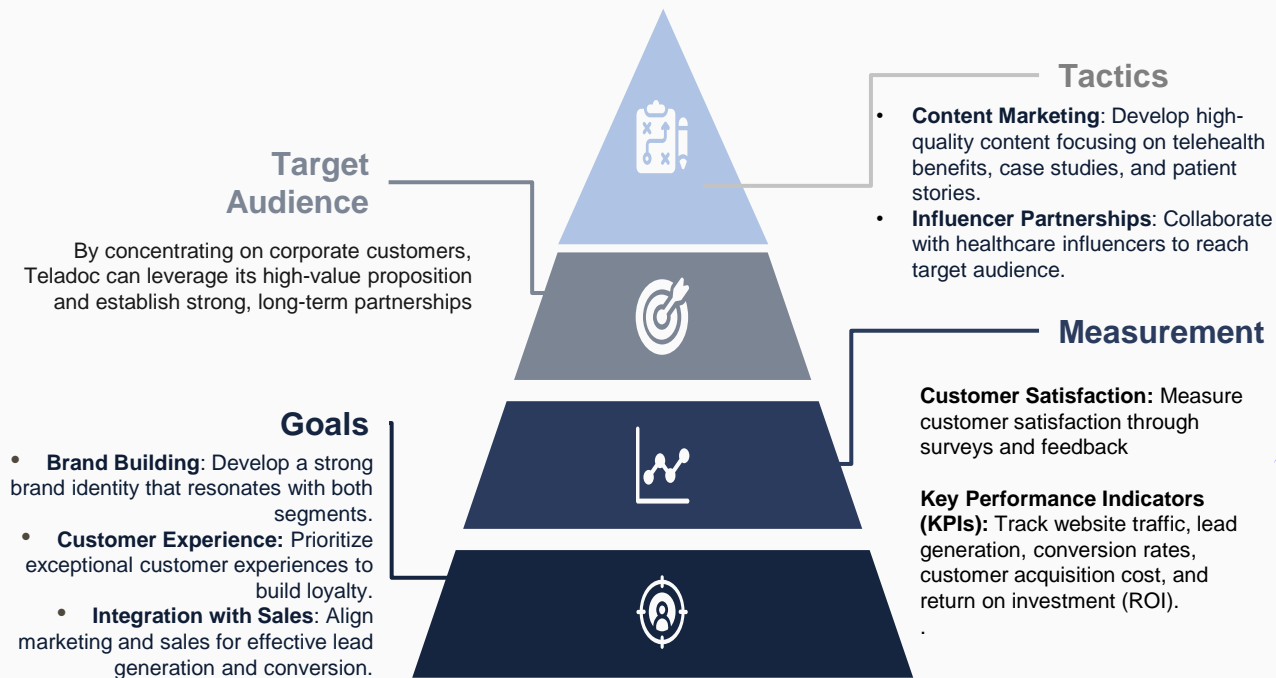 Target
Audience
By concentrating on corporate customers,
Teladoc can leverage its high-value proposition
and establish strong, long-term partnerships
Goals
• Brand Building: Develop a strong
brand identity that resonates with both
segments.
• Customer Experience: Prioritize
exceptional customer experiences to
build loyalty.
• Integration with Sales: Align
marketing and sales for effective lead
generation and conversion.
Tactics
• Content Marketing: Develop high-
quality content focusing on telehealth
benefits, case studies, and patient
stories.
• Influencer Partnerships: Collaborate
with healthcare influencers to reach
target audience.
Measurement
Customer Satisfaction: Measure
customer satisfaction through
surveys and feedback
Key Performance Indicators
(KPIs): Track website traffic, lead
generation, conversion rates,
customer acquisition cost, and
return on investment (ROI).
.